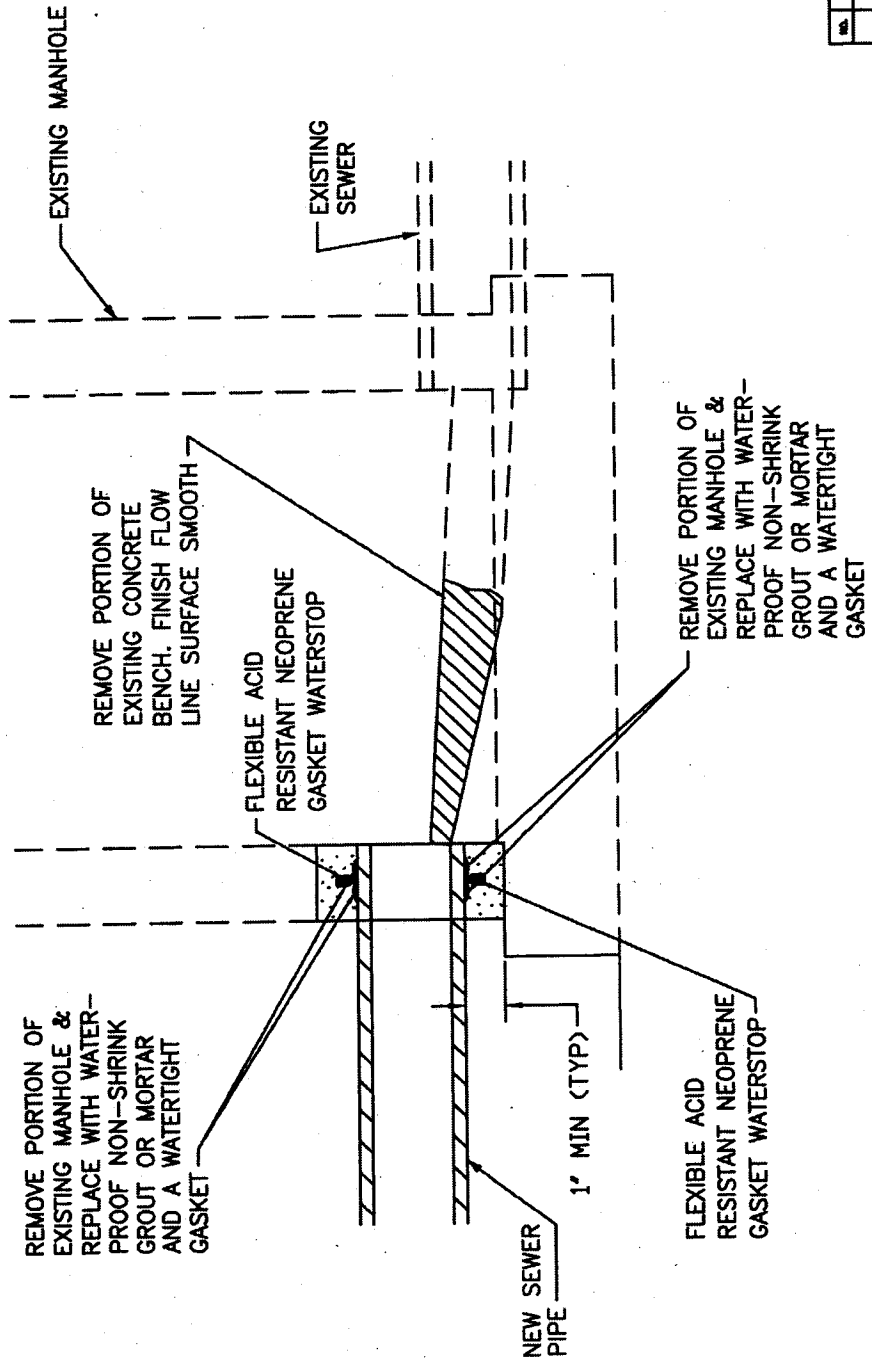 EXISTING MANHOLE
EXISTING
SEWER
REMOVE PORTION OF
EXISTING CONCRETE
BENCH. FINISH FLOW
LINE SURFACE SMOOTH
FLEXIBLE ACID
RESISTANT NEOPRENE
GASKET WATERSTOP
REMOVE PORTION OF
EXISTING MANHOLE &
REPLACE WITH WATER-
PROOF NON-SHRINK
GROUT OR MORTAR
AND A WATERTIGHT
GASKET
REMOVE PORTION OF
EXISTING MANHOLE &
REPLACE WITH WATER-
PROOF NON-SHRINK
GROUT OR MORTAR
AND A WATERTIGHT
GASKET
NEW SEWER
PIPE
1" MIN (TYP)
FLEXIBLE ACID
RESISTANT NEOPRENE
GASKET WATERSTOP
NO.